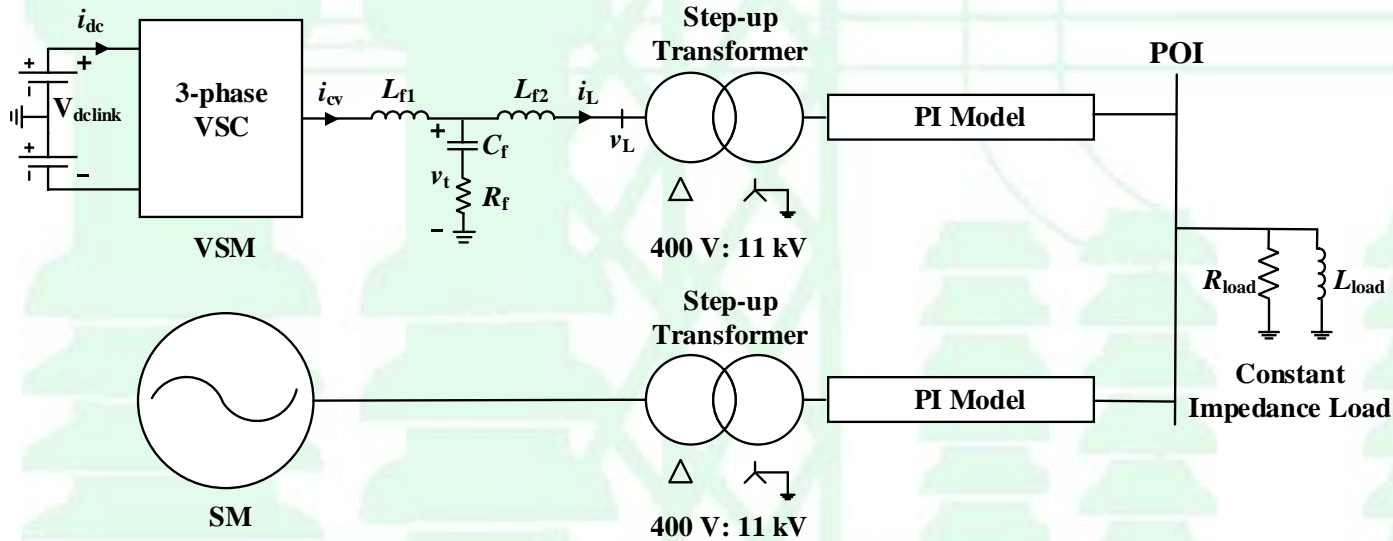 Step-up
Transformer
i_dc
POI
+
+
−
V_dclink
+
−
−
3-phase
VSC
i_cv
L_f1
L_f2
i_L
v_L
PI Model
+
C_f
v_t
R_f
−
VSM
400 V: 11 kV
R_load
L_load
Step-up
Transformer
PI Model
Constant
Impedance Load
SM
400 V: 11 kV